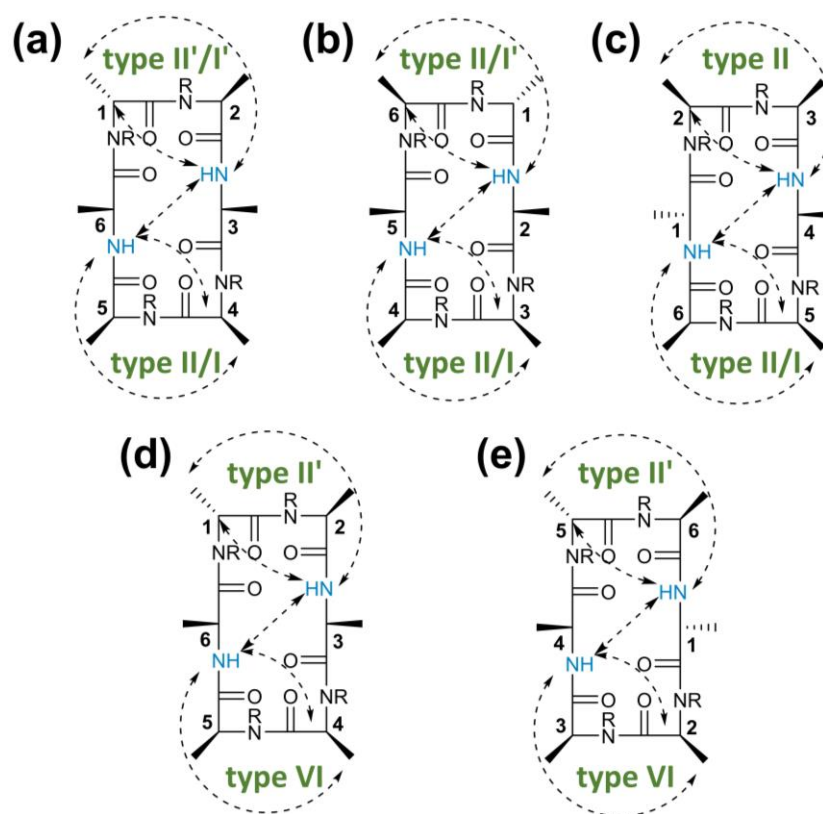 (a)
type II'/I'
R
1
N
2
NR
O
O
O
HN
6
3
NH
O
O
R
O
NR
5
N
4
type II/I
(b)
type II/I'
R
6
N
1
NR
O
O
O
HN
5
2
NH
O
O
R
O
NR
4
N
3
type II/I
(c)
type II
R
2
N
3
NR
O
O
O
HN
1
4
NH
O
O
R
O
NR
6
N
5
type II/I
(d)
type II'
R
1
N
2
NR
O
O
O
HN
6
3
NH
O
O
R
O
NR
5
N
4
type VI
(e)
type II'
R
5
N
6
NR
O
O
O
HN
4
1
NH
O
O
R
O
NR
3
N
2
type VI